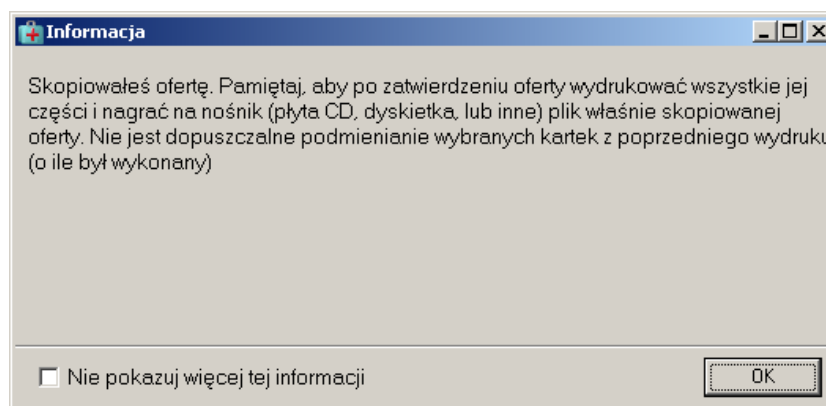 Informacja
Skopiowałeś ofertę. Pamiętaj, aby po zatwierdzeniu oferty wydrukować wszystkie jej
części i nagrać na nośnik (płyta CD, dyskietka, lub inne) plik właśnie skopiowanej
oferty. Nie jest dopuszczalne podmienianie wybranych kartek z poprzedniego wydruku
(o ile był wykonany)
Nie pokazuj więcej tej informacji
OK